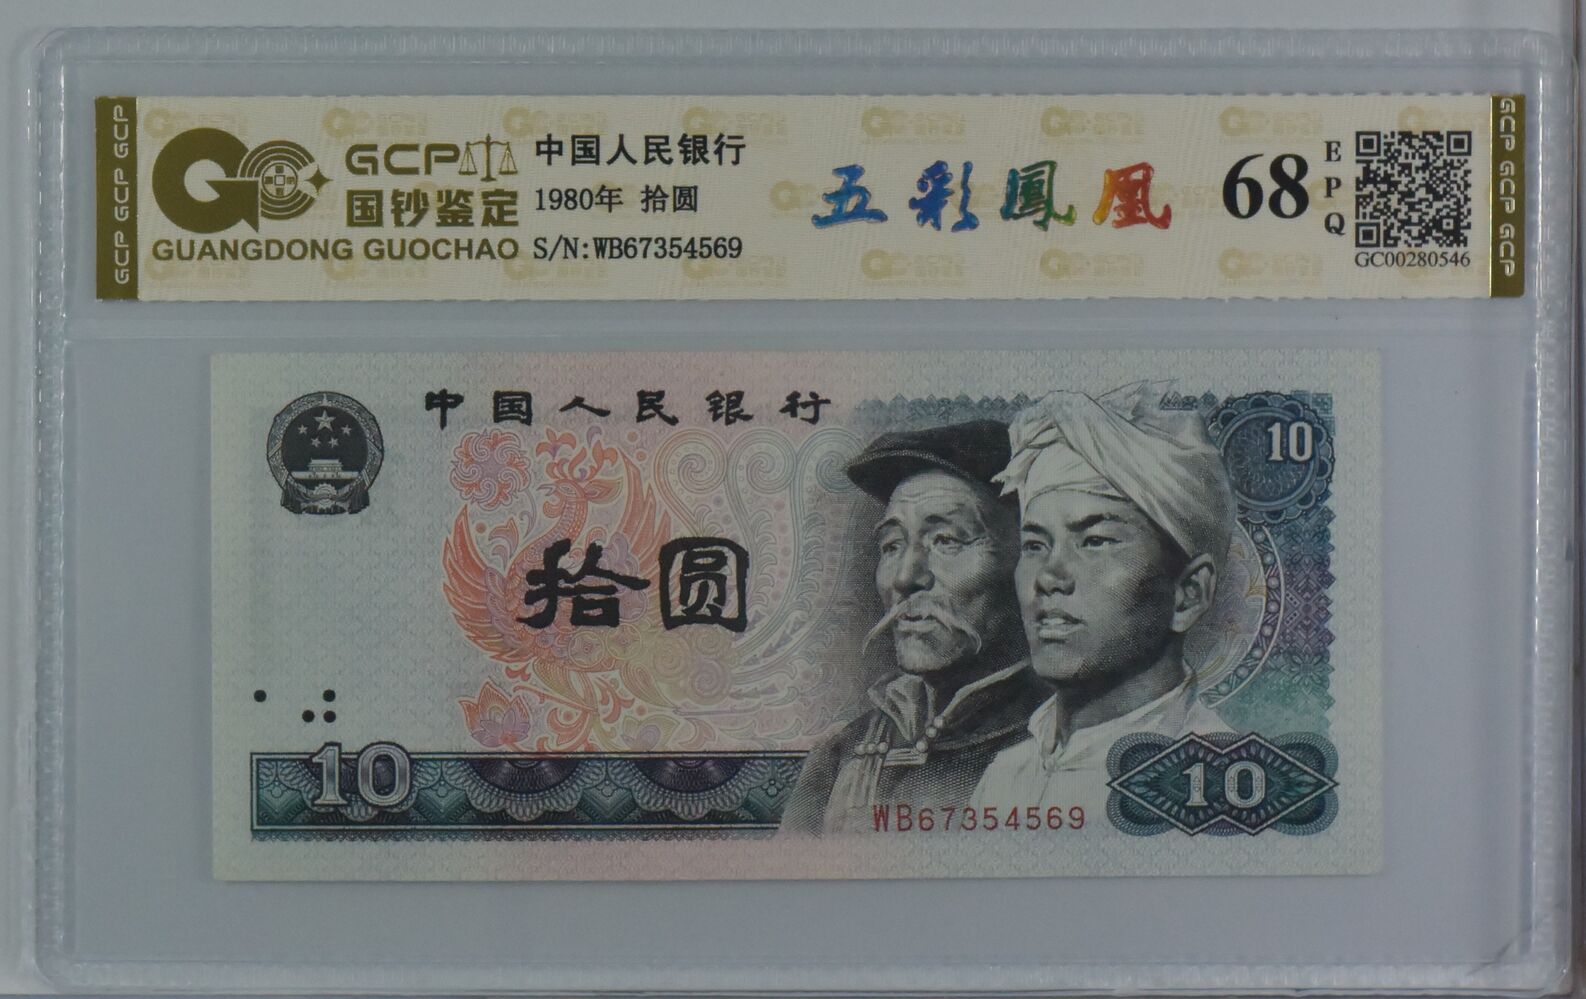 GCP GCP GCP
GCP
国钞鉴定
GUANGDONG GUOCHAO
中国人民银行
1980年 拾圆
S/N:WB67354569
五彩鳳凰
68
EPQ
GC00280546
GCP GCP GCP
中国人民银行
10
拾圆
10
WB67354569
10